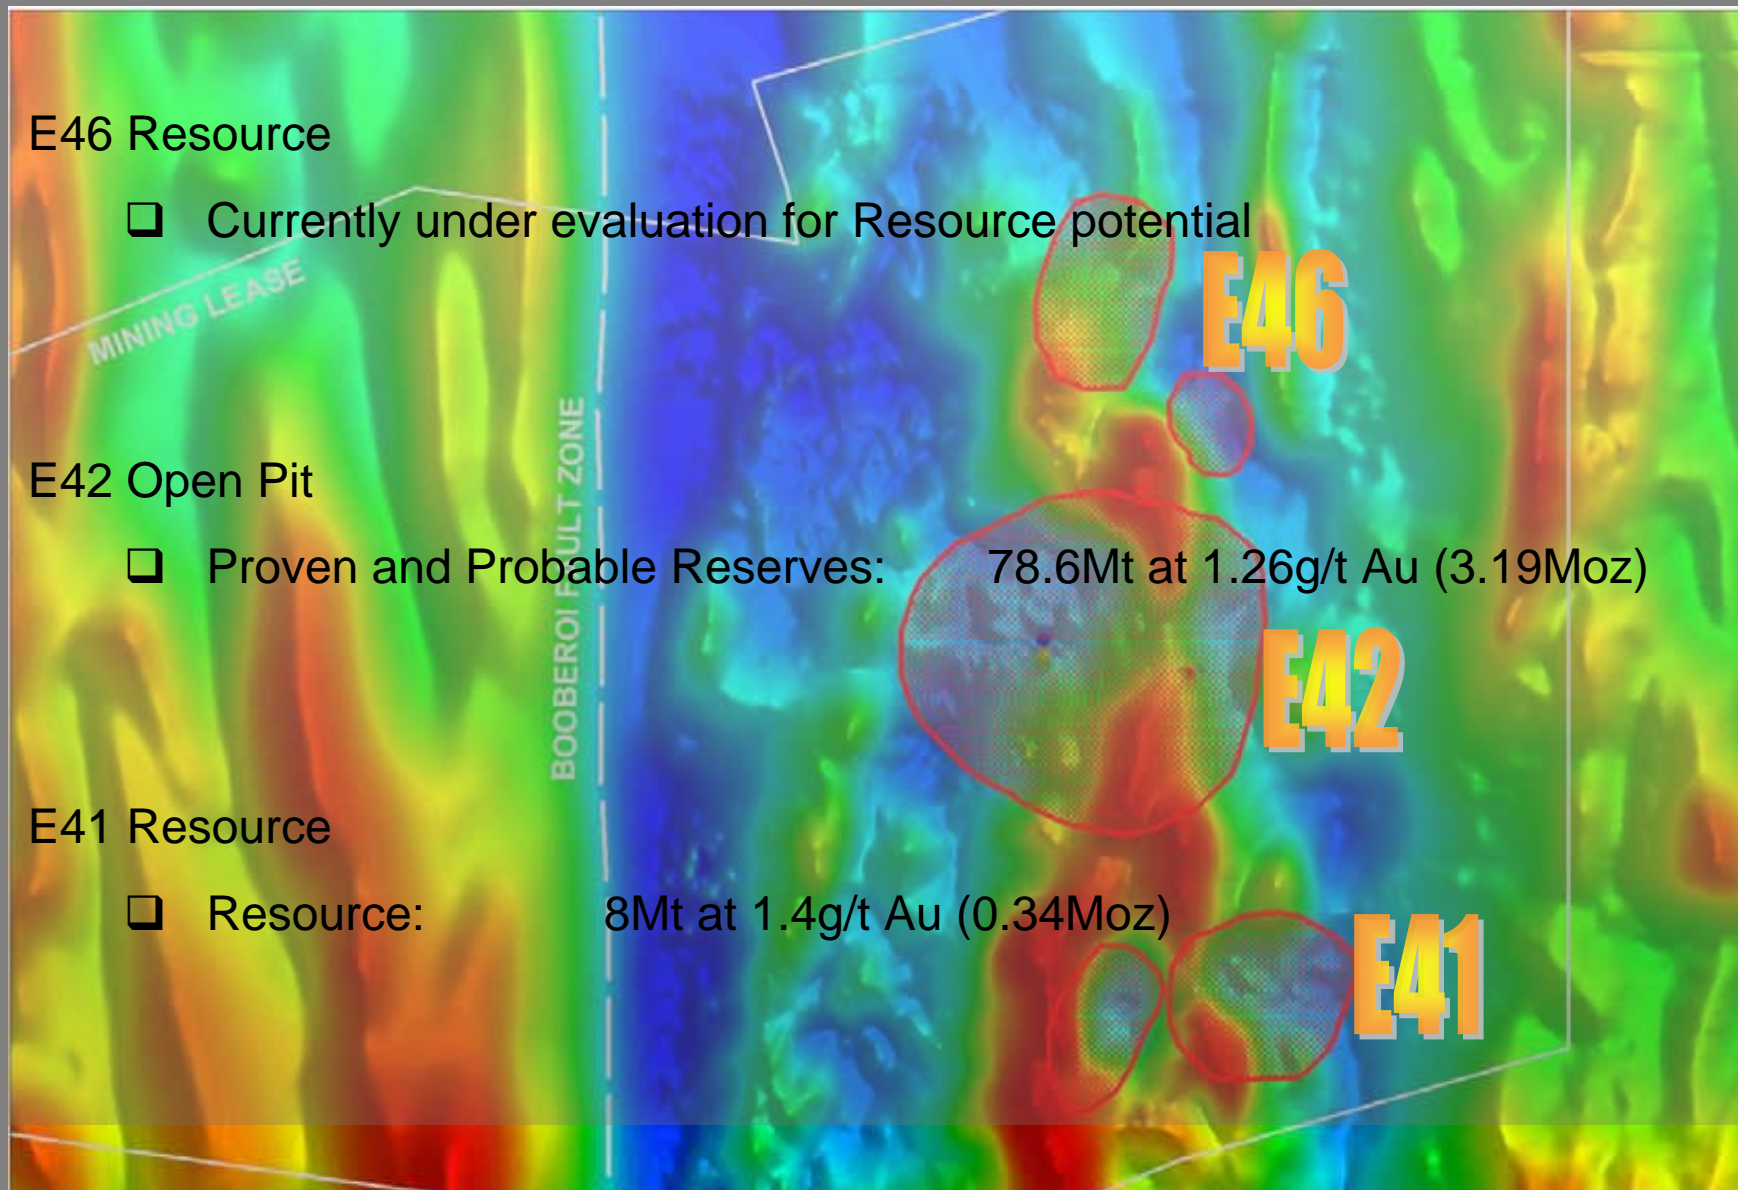 E46 Resource
❑ Currently under evaluation for Resource potential
MINING LEASE
E46
E42 Open Pit
BOOBEROI FAULT ZONE
❑ Proven and Probable Reserves: 78.6Mt at 1.26g/t Au (3.19Moz)
E42
E41 Resource
❑ Resource: 8Mt at 1.4g/t Au (0.34Moz)
E41